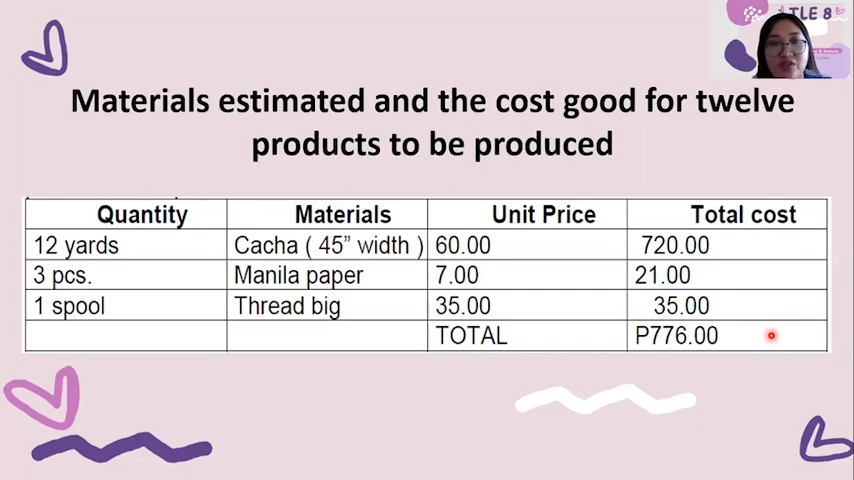 TLE 8
Materials estimated and the cost good for twelve
products to be produced
Quantity Materials Unit Price Total cost
12 yards Cacha ( 45” width ) 60.00 720.00
3 pcs. Manila paper 7.00 21.00
1 spool Thread big 35.00 35.00
TOTAL P776.00